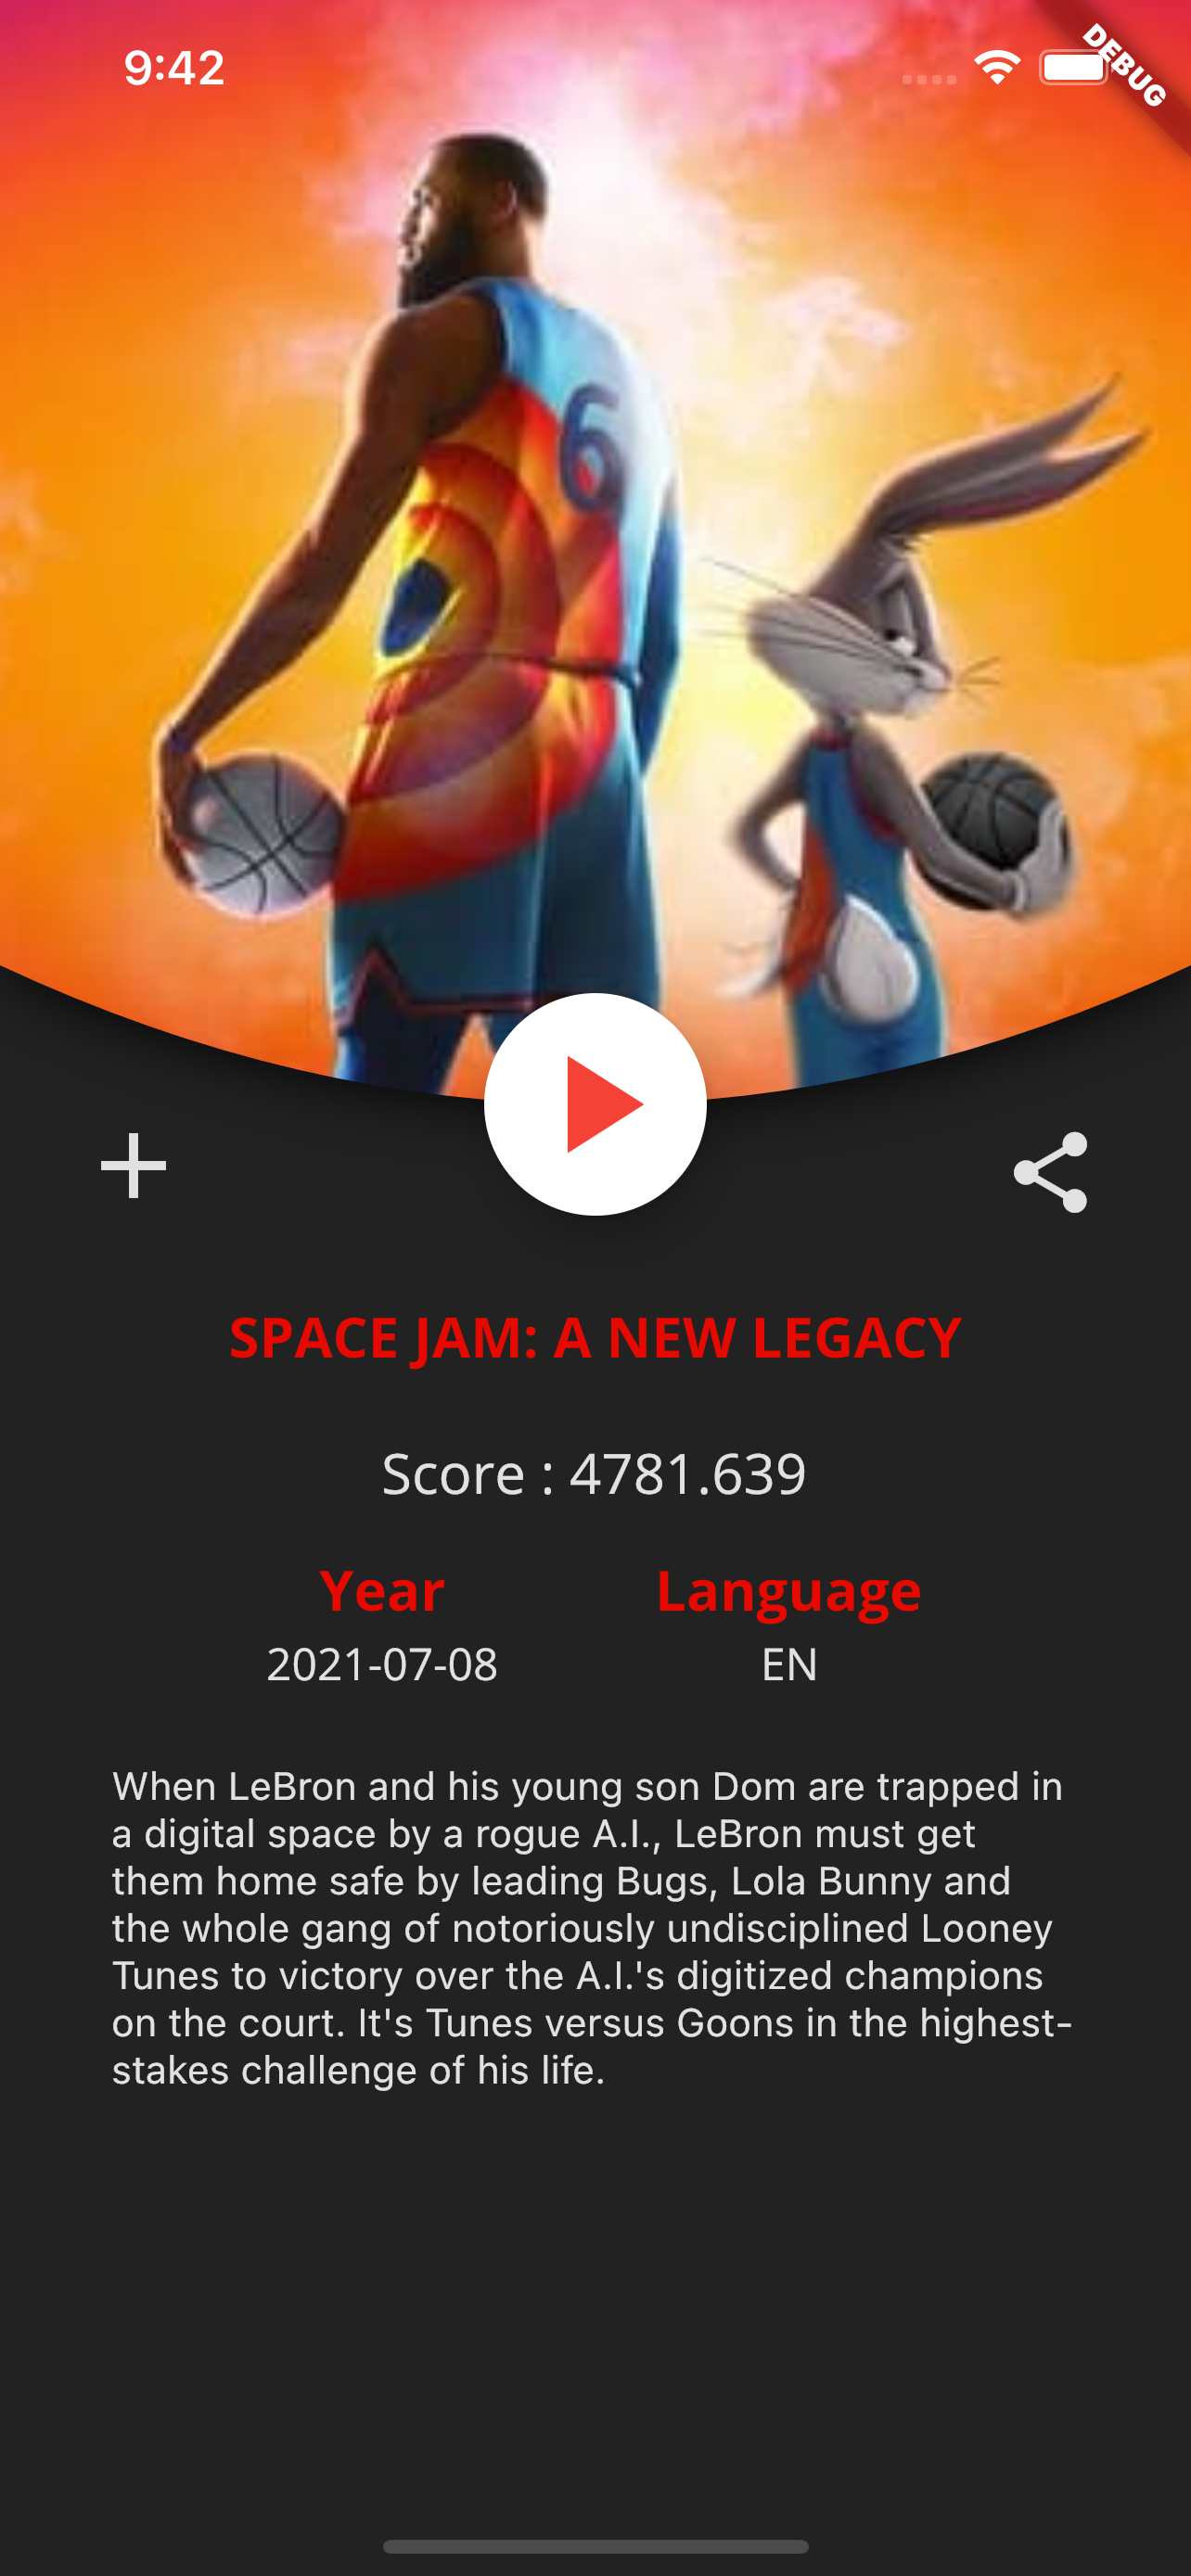 9:42
DEBUG
6
SPACE JAM: A NEW LEGACY
Score : 4781.639
Year
Language
2021-07-08
EN
When LeBron and his young son Dom are trapped in
a digital space by a rogue A.I., LeBron must get
them home safe by leading Bugs, Lola Bunny and
the whole gang of notoriously undisciplined Looney
Tunes to victory over the A.I.'s digitized champions
on the court. It's Tunes versus Goons in the highest-
stakes challenge of his life.